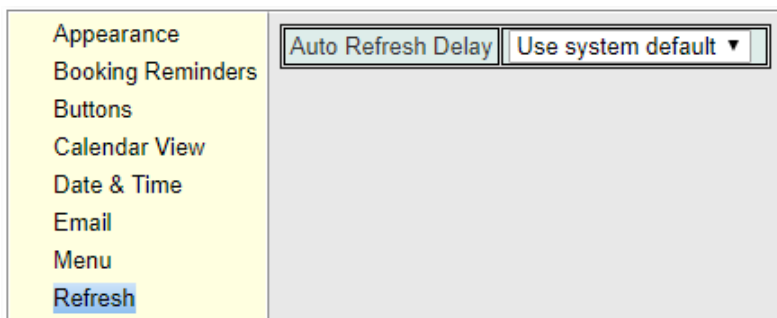 Appearance
Booking Reminders
Buttons
Calendar View
Date & Time
Email
Menu
Refresh
Auto Refresh Delay Use system default